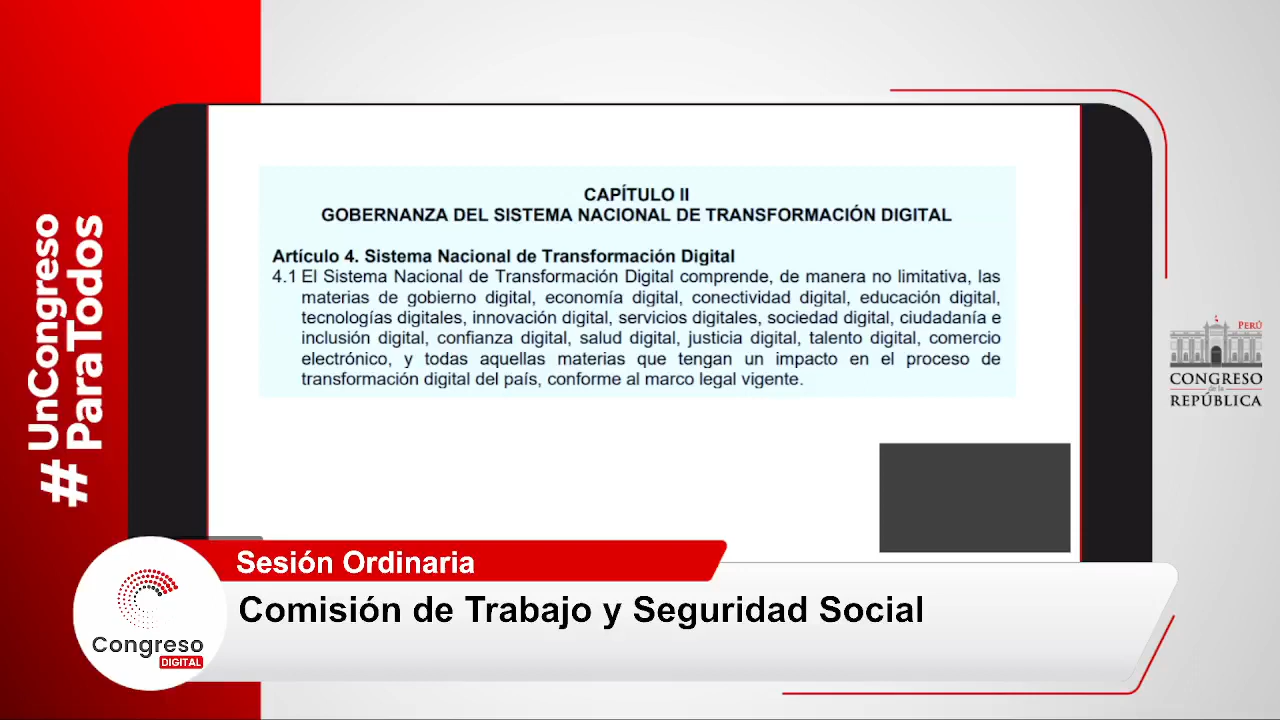 #UnCongreso
ParaTodos
CAPÍTULO II
GOBERNANZA DEL SISTEMA NACIONAL DE TRANSFORMACIÓN DIGITAL
Artículo 4. Sistema Nacional de Transformación Digital
4.1 El Sistema Nacional de Transformación Digital comprende, de manera no limitativa, las
materias de gobierno digital, economía digital, conectividad digital, educación digital,
tecnologías digitales, innovación digital, servicios digitales, sociedad digital, ciudadanía e
inclusión digital, confianza digital, salud digital, justicia digital, talento digital, comercio
electrónico, y todas aquellas materias que tengan un impacto en el proceso de
transformación digital del país, conforme al marco legal vigente.
PERÚ
CONGRESO
de la
REPÚBLICA
Sesión Ordinaria
Comisión de Trabajo y Seguridad Social
Congreso
DIGITAL